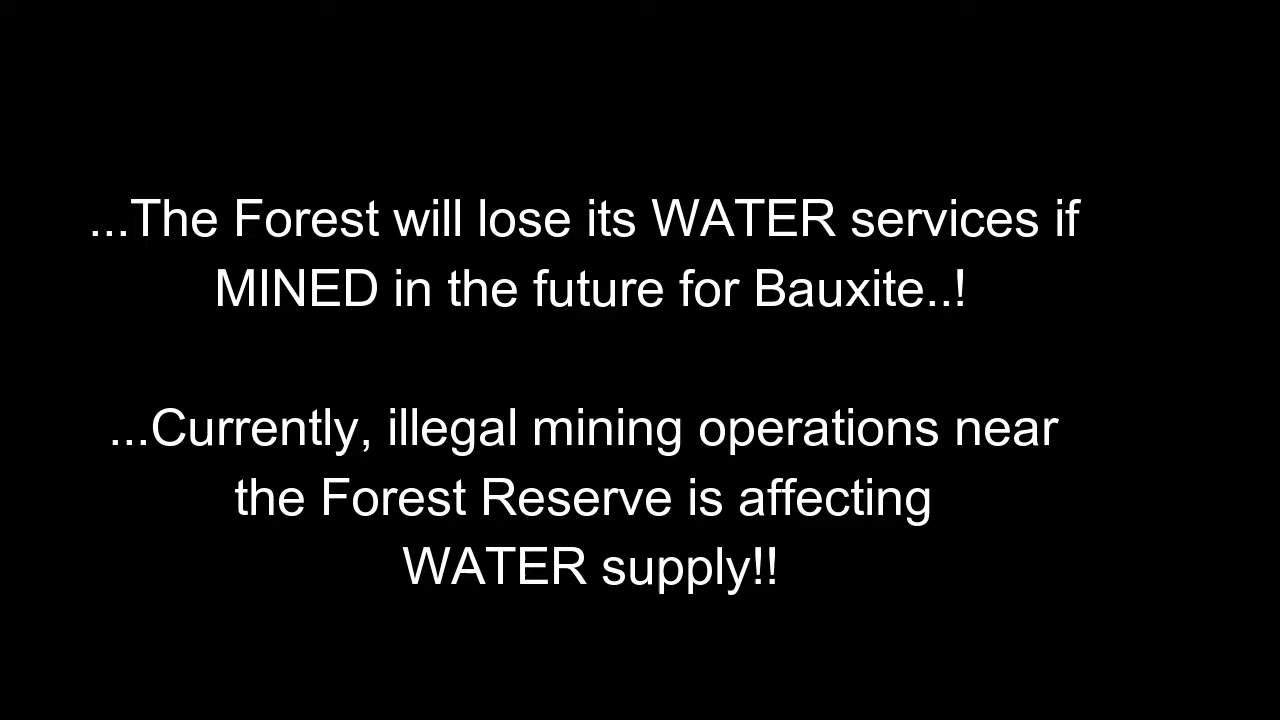 ...The Forest will lose its WATER services if
MINED in the future for Bauxite..!
...Currently, illegal mining operations near
the Forest Reserve is affecting
WATER supply!!